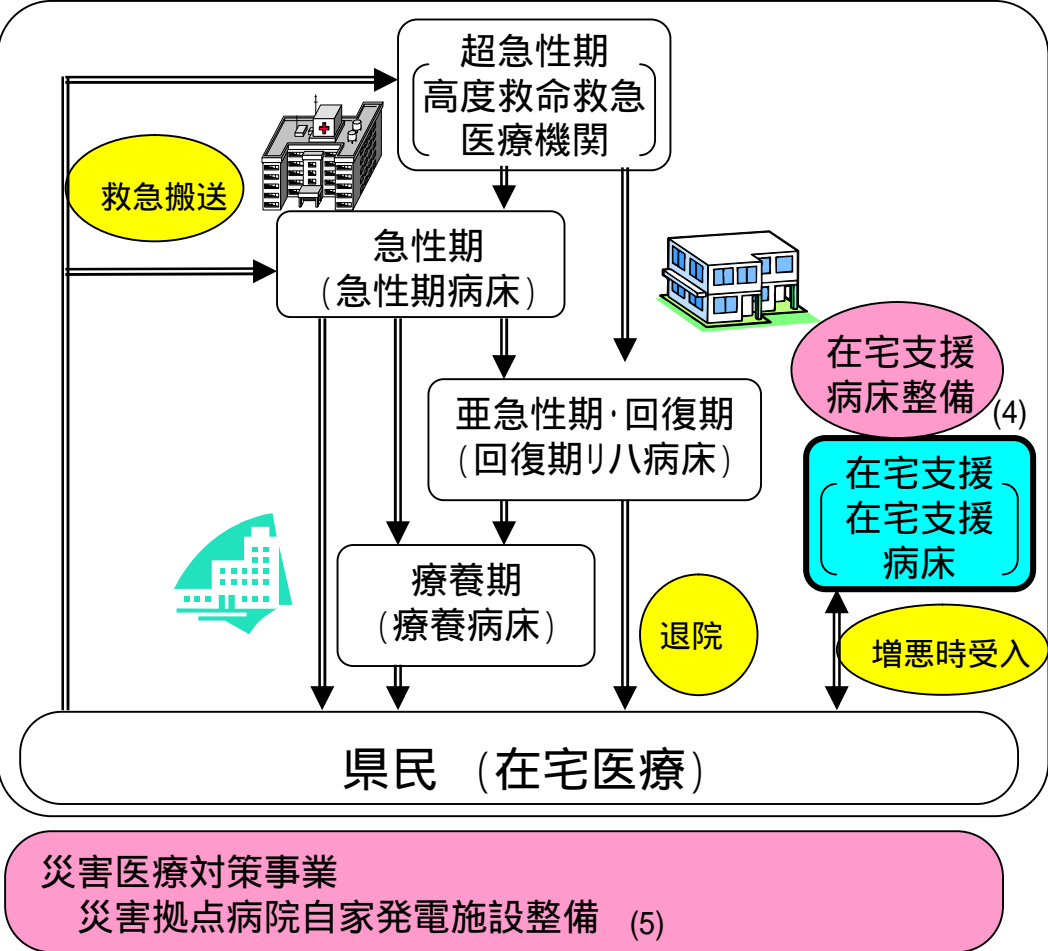 超急性期
高度救命救急
医療機関
救急搬送
急性期
(急性期病床)
在宅支援
病床整備
(4)
亜急性期・回復期
(回復期リハ病床)
在宅支援
在宅支援
病床
療養期
(療養病床)
退院
増悪時受入
県民 (在宅医療)
災害医療対策事業
災害拠点病院自家発電施設整備 (5)